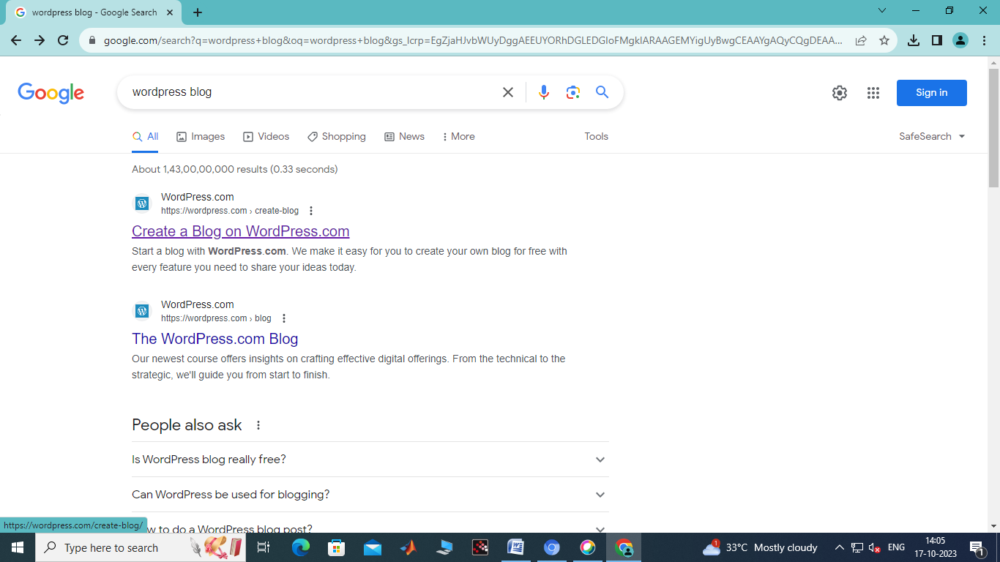 wordpress blog - Google Search
google.com/search?q=wordpress+blog&oq=wordpress+blog&gs_lcrp=EgZjaHJvbWUyDggAEEUYORhDGLEDGIoFMgkIARAAGEMYigUyBwgCEAAYgAQyCQgDEAA...
Google
wordpress blog
Sign in
All Images Videos Shopping News More Tools SafeSearch
About 1,43,00,00,000 results (0.33 seconds)
WordPress.com
https://wordpress.com › create-blog
Create a Blog on WordPress.com
Start a blog with WordPress.com. We make it easy for you to create your own blog for free with
every feature you need to share your ideas today.
WordPress.com
https://wordpress.com › blog
The WordPress.com Blog
Our newest course offers insights on crafting effective digital offerings. From the technical to the
strategic, we'll guide you from start to finish.
People also ask
Is WordPress blog really free?
Can WordPress be used for blogging?
to do a WordPress blog post?
https://wordpress.com/create-blog/
Type here to search
1 33°C Mostly cloudy
ENG
14:05
17-10-2023
1